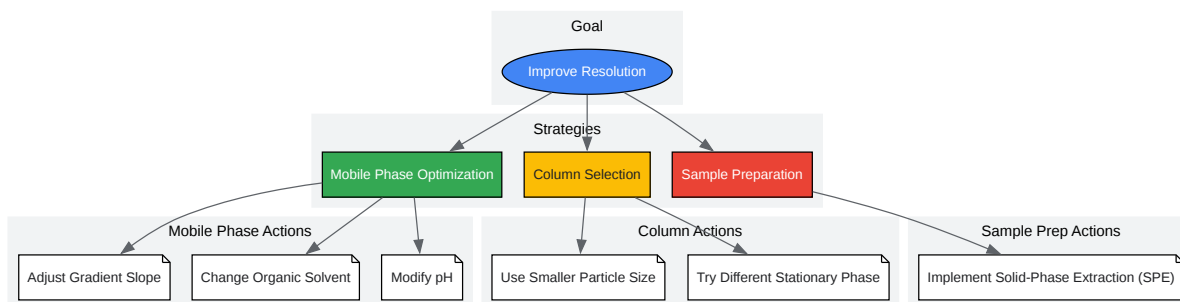 Goal
Improve Resolution
Strategies
Mobile Phase Optimization
Column Selection
Sample Preparation
Mobile Phase Actions
Column Actions
Sample Prep Actions
Adjust Gradient Slope
Change Organic Solvent
Modify pH
Use Smaller Particle Size
Try Different Stationary Phase
Implement Solid-Phase Extraction (SPE)